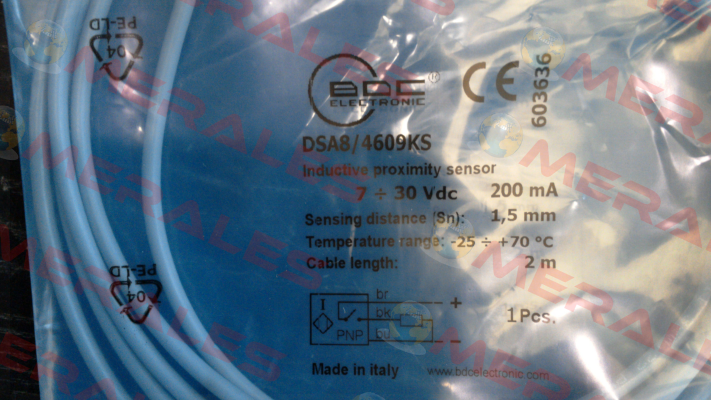 04
PE-LD
BDC®
ELECTRONIC
CE
603636
DSA8/4609KS
Inductive proximity sensor
7 ÷ 30 Vdc 200 mA
Sensing distance (Sn): 1,5 mm
Temperature range: -25 ÷ +70 °C
Cable length: 2 m
04
PE-LD
I
br
+
bk
PNP
bu
−
1Pcs.
Made in italy www.bdcelectronic.com
MERALES
MERALES
MERALES
MERALES